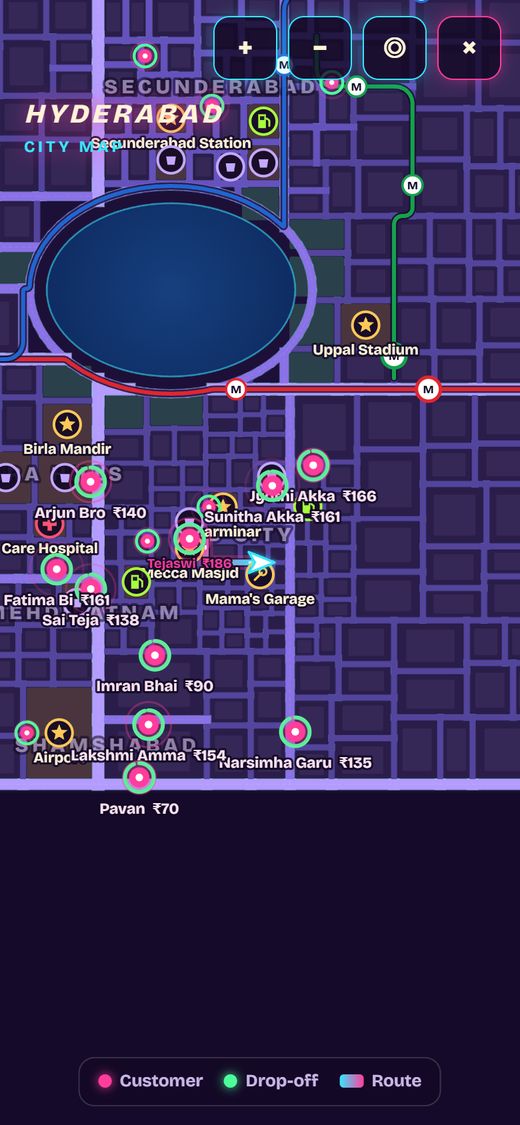 +
−
×
M
M
SECUNDERABAD
HYDERABAD
CITY MAP
Secunderabad Station
M
Uppal Stadium
M
M
M
Birla Mandir
Jyothi Akka ₹166
Arjun Bro ₹140
Sunitha Akka ₹161
arminar
CITY
Care Hospital
Tejaswi ₹186
Mecca Masjid
Fatima Bi ₹161
Mama's Garage
Sai Teja ₹138
Imran Bhai ₹90
SHAMSHABAD
Lakshmi Amma ₹154
Narsimha Garu ₹135
Pavan ₹70
Customer
Drop-off
Route